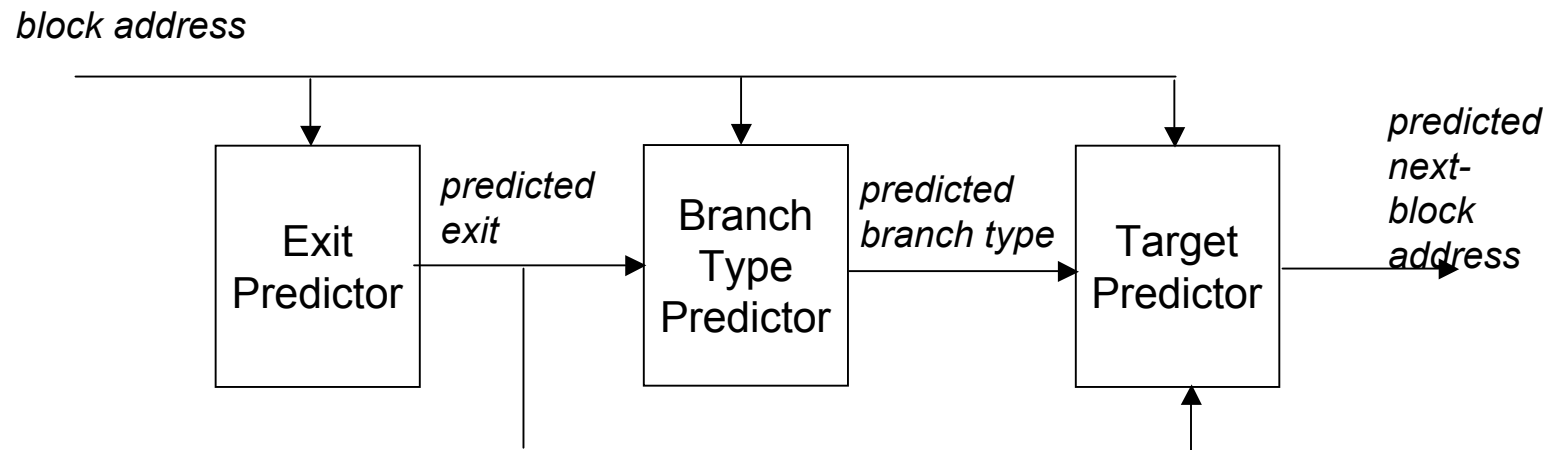 block address
Exit
Predictor
predicted
exit
Branch
Type
Predictor
predicted
branch type
Target
Predictor
predicted
next-
block
address